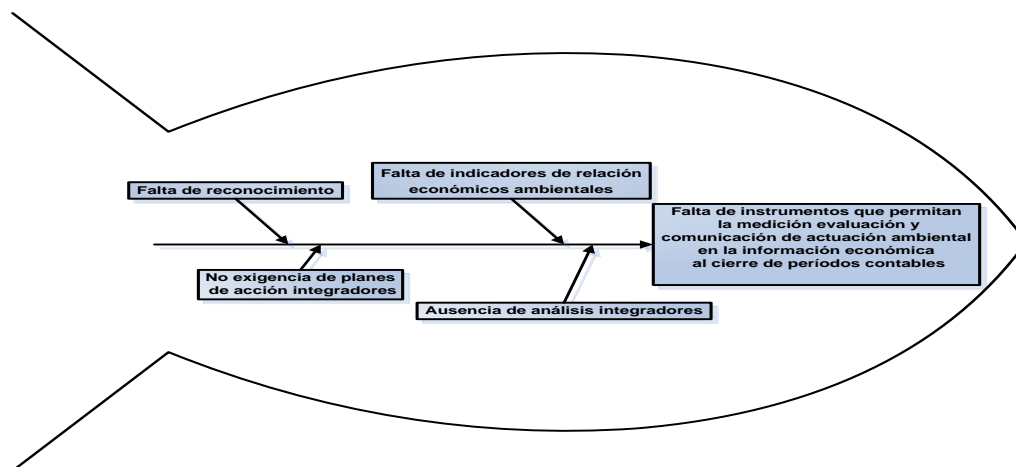 Falta de reconocimiento
Falta de indicadores de relación
económicos ambientales
Falta de instrumentos que permitan
la medición evaluación y
comunicación de actuación ambiental
en la información económica
al cierre de períodos contables
No exigencia de planes
de acción integradores
Ausencia de análisis integradores